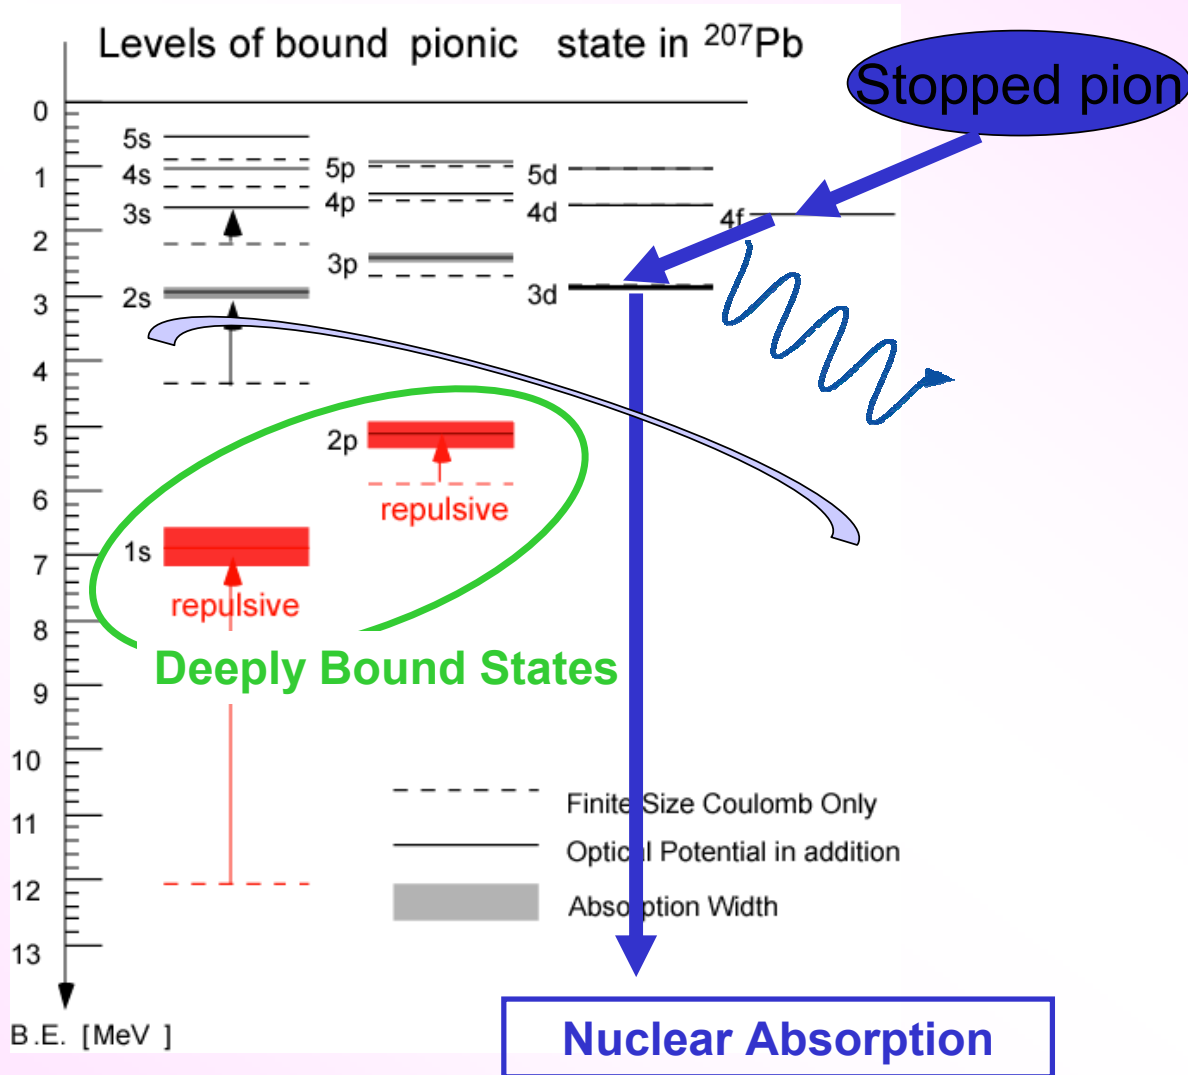 Levels of bound pionic state in ²⁰⁷Pb
Stopped pion
0
5s
4s
5p
5d
1
3s
4p
4d
4f
2
3p
2s
3d
3
4
5
2p
6
repulsive
1s
7
repulsive
8
Deeply Bound States
9
10
Finite Size Coulomb Only
11
Optical Potential in addition
12
Absorption Width
13
B.E. [MeV ]
Nuclear Absorption